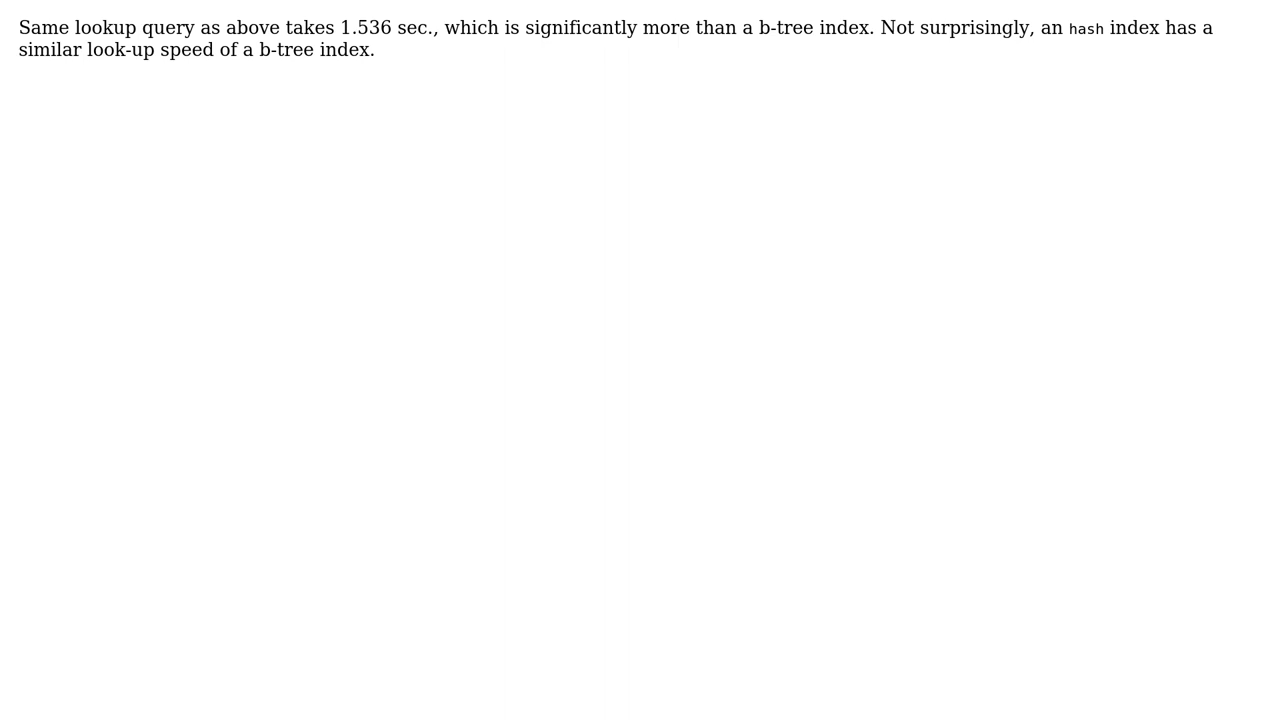 Same lookup query as above takes 1.536 sec., which is significantly more than a b-tree index. Not surprisingly, an hash index has a
similar look-up speed of a b-tree index.